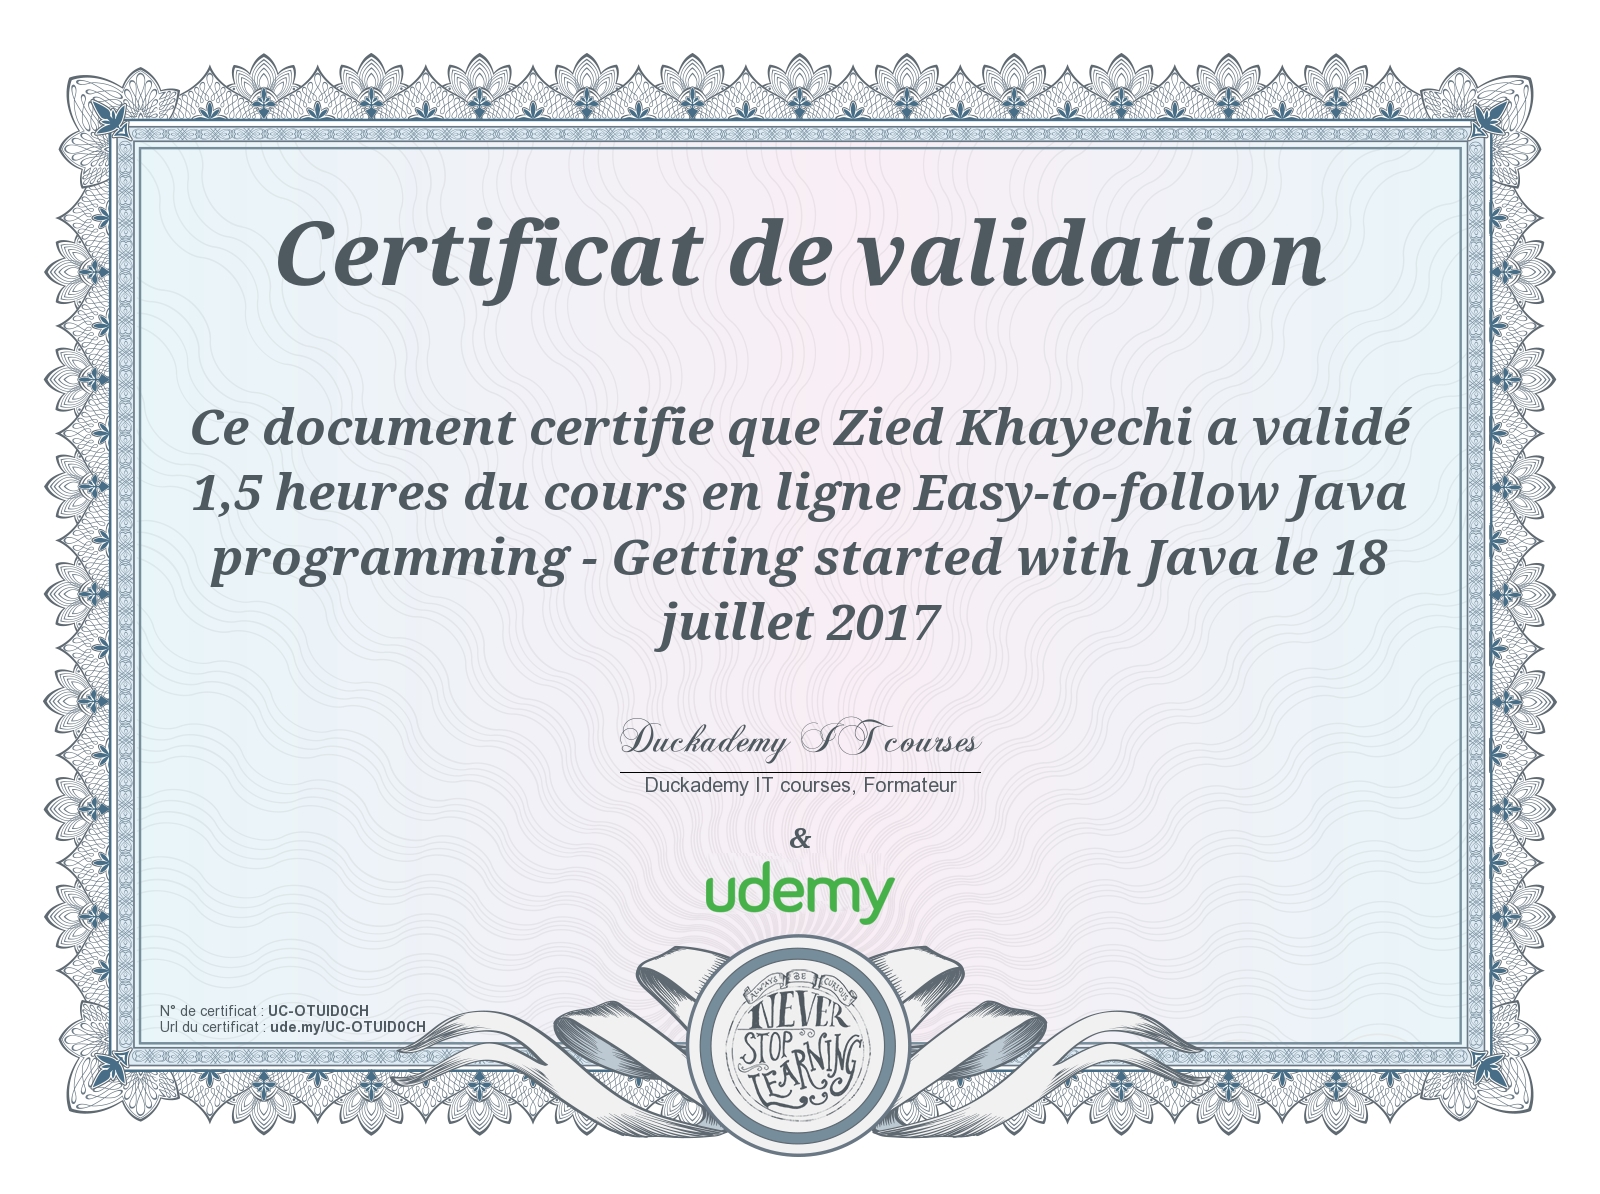 Certificat de validation
Ce document certifie que Zied Khayechi a validé
1,5 heures du cours en ligne Easy-to-follow Java
programming - Getting started with Java le 18
juillet 2017
Duckademy IT courses
Duckademy IT courses, Formateur
&
udemy
N° de certificat : UC-OTUID0CH
Url du certificat : ude.my/UC-OTUID0CH
ALWAYS BE CURIOUS
NEVER
STOP
LEARNING